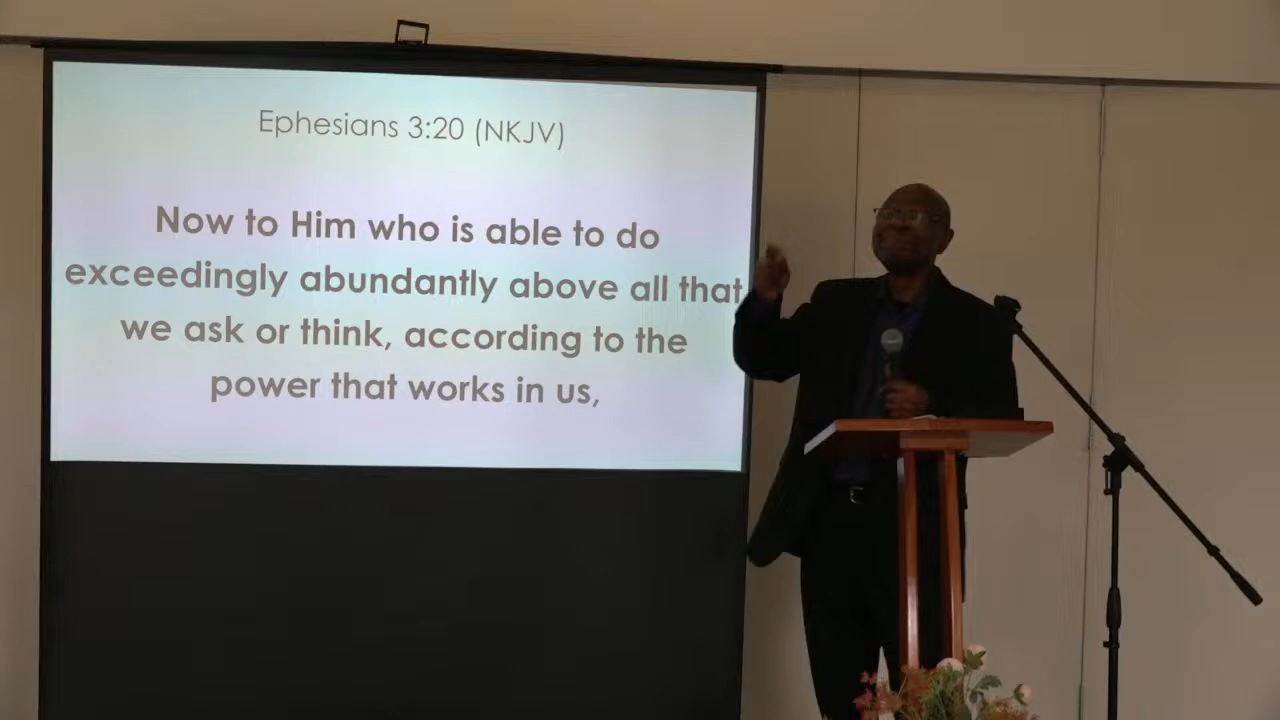 Ephesians 3:20 (NKJV)
Now to Him who is able to do
exceedingly abundantly above all that
we ask or think, according to the
power that works in us,